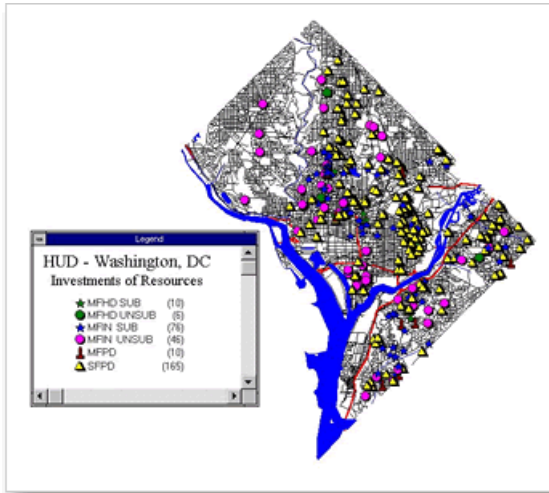 Legend
HUD - Washington, DC
Investments of Resources
MFHD SUB (10)
MFHD UNSUB (5)
MFIN SUB (76)
MFIN UNSUB (46)
MFPD (10)
SFPD (165)